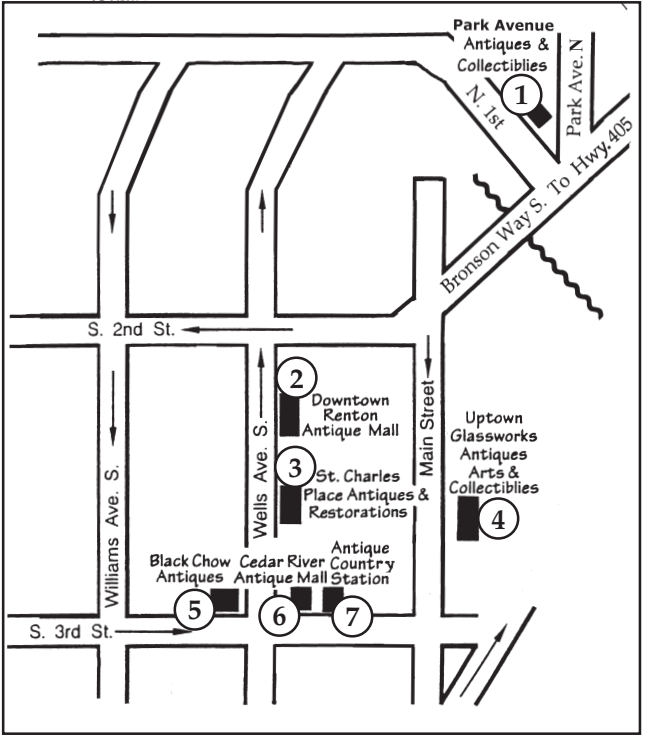 Park Avenue
Antiques &
Collectiblies
1
N. 1st
Park Ave. N
Bronson Way S. To Hwy. 405
S. 2nd St.
2
Downtown
Renton
Antique Mall
Main Street
Uptown
Glassworks
Antiques
Arts &
Collectiblies
4
Wells Ave. S.
3
St. Charles
Place Antiques &
Restorations
Williams Ave. S.
Black Chow
Antiques
5
Cedar River
Antique Mall
6
Antique
Country
Station
7
S. 3rd St.